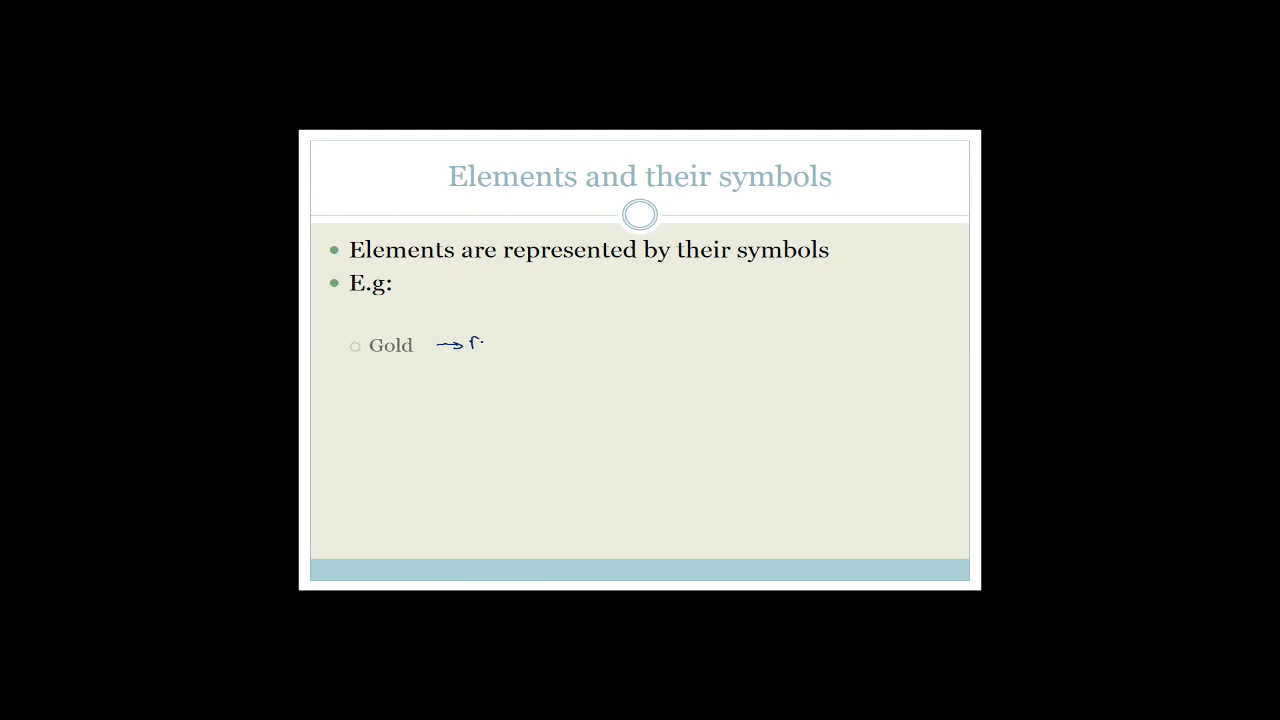 Elements and their symbols
Elements are represented by their symbols
E.g:
Gold →